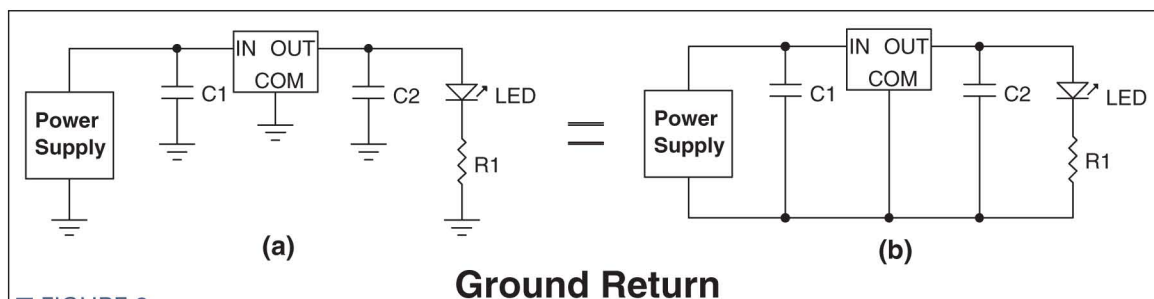 IN OUT
COM
C1
C2
LED
R1
Power
Supply
(a)
=
IN OUT
COM
C1
C2
LED
R1
Power
Supply
(b)
Ground Return